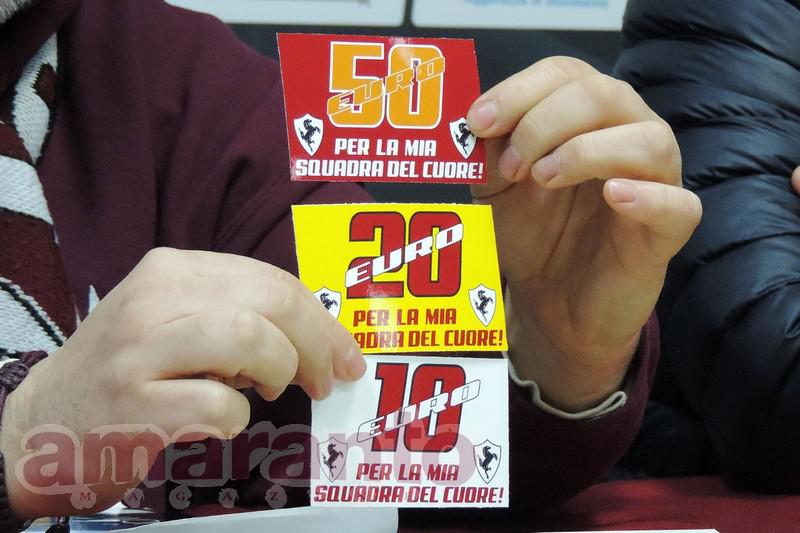 50
EURO
PER LA MIA
SQUADRA DEL CUORE!
20
EURO
PER LA MIA
SQUADRA DEL CUORE!
10
EURO
PER LA MIA
SQUADRA DEL CUORE!
amaranto